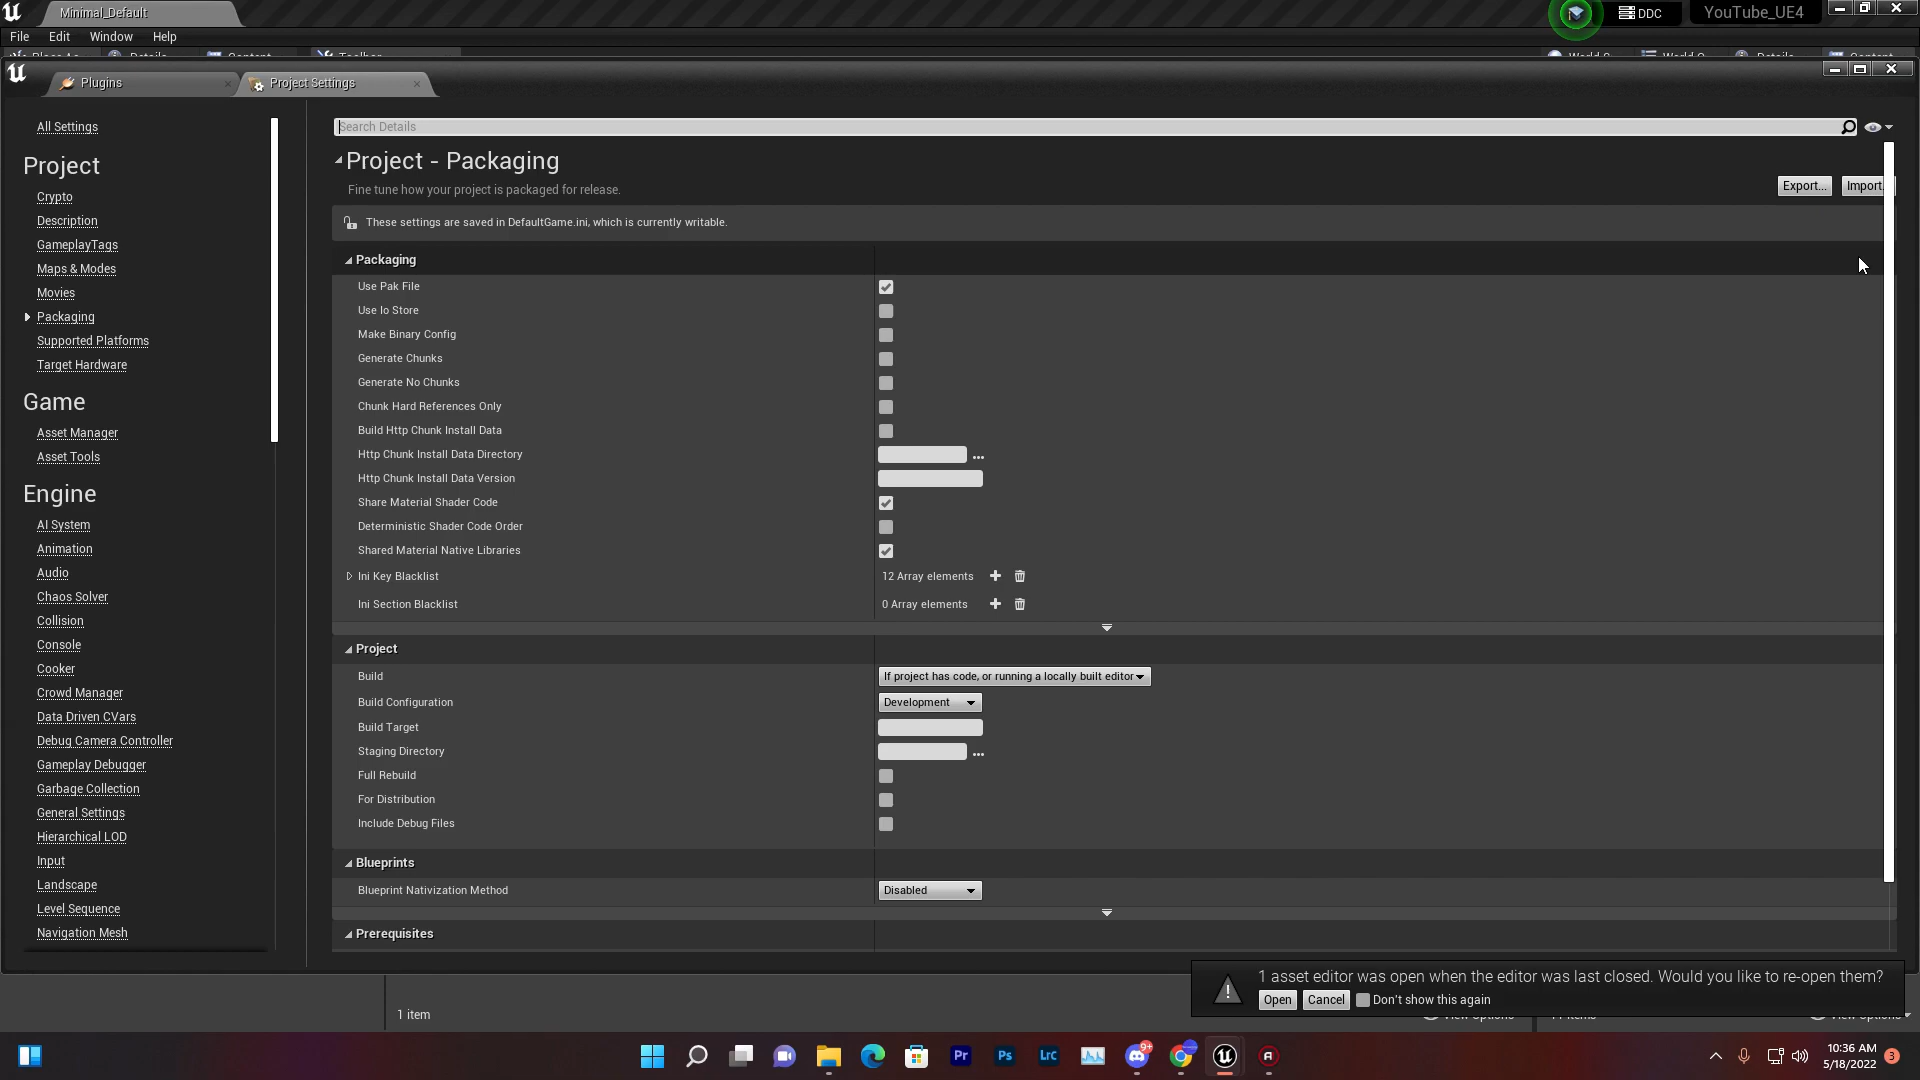 Minimal_Default
DDC
YouTube_UE4
File Edit Window Help
Plugins
Project Settings
All Settings
Project
Crypto
Description
GameplayTags
Maps & Modes
Movies
Packaging
Supported Platforms
Target Hardware
Game
Asset Manager
Asset Tools
Engine
AI System
Animation
Audio
Chaos Solver
Collision
Console
Cooker
Crowd Manager
Data Driven CVars
Debug Camera Controller
Gameplay Debugger
Garbage Collection
General Settings
Hierarchical LOD
Input
Landscape
Level Sequence
Navigation Mesh
Search Details
Project - Packaging
Fine tune how your project is packaged for release.
Export... Import
These settings are saved in DefaultGame.ini, which is currently writable.
Packaging
Use Pak File
Use Io Store
Make Binary Config
Generate Chunks
Generate No Chunks
Chunk Hard References Only
Build Http Chunk Install Data
Http Chunk Install Data Directory ...
Http Chunk Install Data Version
Share Material Shader Code
Deterministic Shader Code Order
Shared Material Native Libraries
Ini Key Blacklist 12 Array elements
Ini Section Blacklist 0 Array elements
Project
Build If project has code, or running a locally built editor
Build Configuration Development
Build Target
Staging Directory ...
Full Rebuild
For Distribution
Include Debug Files
Blueprints
Blueprint Nativization Method Disabled
Prerequisites
1 asset editor was open when the editor was last closed. Would you like to re-open them?
Open Cancel Don't show this again
1 item
Pr Ps Lrc
9+
10:36 AM
5/18/2022
3